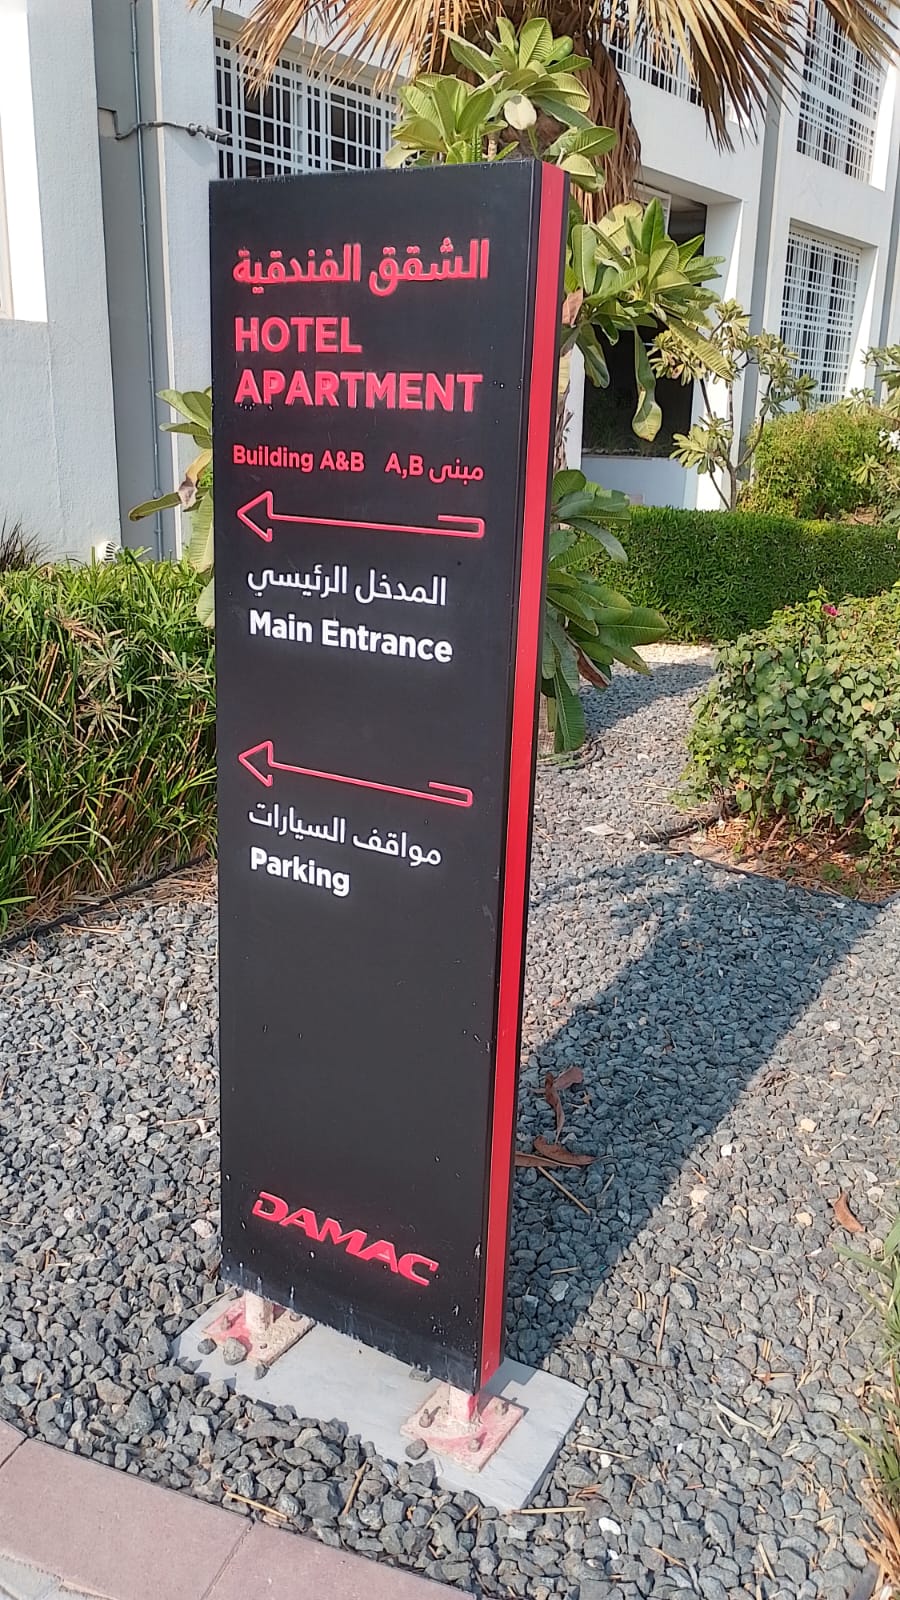 الشقق الفندقية
HOTEL
APARTMENT
Building A&B مبنى A,B
المدخل الرئيسي
Main Entrance
مواقف السيارات
Parking
DAMAC